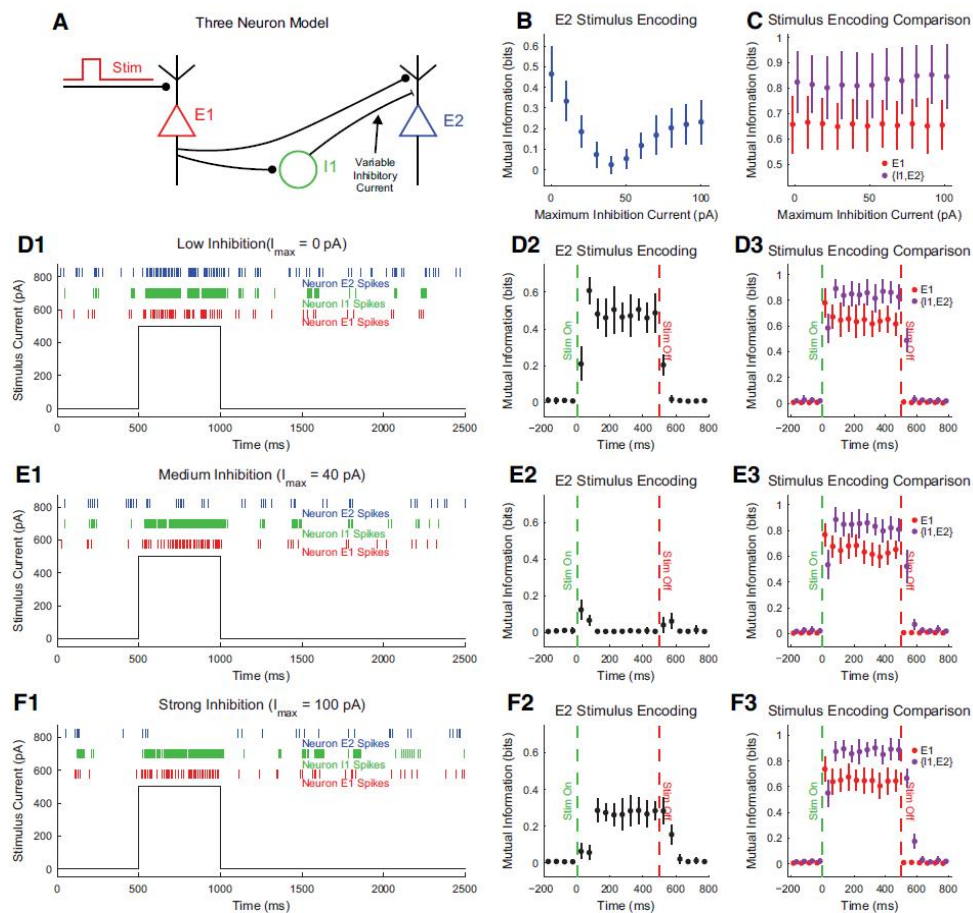 A
Three Neuron Model
Stim
E1
E2
I1
Variable
Inhibitory
Current
B
E2 Stimulus Encoding
Mutual Information (bits)
0.6
0.5
0.4
0.3
0.2
0.1
0
0 50 100
Maximum Inhibition Current (pA)
C
Stimulus Encoding Comparison
Mutual Information (bits)
1
0.9
0.8
0.7
0.6
0.5
E1
{I1,E2}
0 50 100
Maximum Inhibition Current (pA)
D1
Low Inhibition(Imax = 0 pA)
Stimulus Current (pA)
800
600
400
200
0
Neuron E2 Spikes
Neuron I1 Spikes
Neuron E1 Spikes
0 500 1000 1500 2000 2500
Time (ms)
D2
E2 Stimulus Encoding
Mutual Information (bits)
0.6
0.4
0.2
0
Stim On
Stim Off
−200 0 200 400 600 800
Time (ms)
D3
Stimulus Encoding Comparison
Mutual Information (bits)
1
0.8
0.6
0.4
0.2
0
E1
{I1,E2}
Stim On
Stim Off
−200 0 200 400 600 800
Time (ms)
E1
Medium Inhibition (Imax = 40 pA)
Stimulus Current (pA)
800
600
400
200
0
Neuron E2 Spikes
Neuron I1 Spikes
Neuron E1 Spikes
0 500 1000 1500 2000 2500
Time (ms)
E2
E2 Stimulus Encoding
Mutual Information (bits)
0.6
0.4
0.2
0
Stim On
Stim Off
−200 0 200 400 600 800
Time (ms)
E3
Stimulus Encoding Comparison
Mutual Information (bits)
1
0.8
0.6
0.4
0.2
0
E1
{I1,E2}
Stim On
Stim Off
−200 0 200 400 600 800
Time (ms)
F1
Strong Inhibition (Imax = 100 pA)
Stimulus Current (pA)
800
600
400
200
0
Neuron E2 Spikes
Neuron I1 Spikes
Neuron E1 Spikes
0 500 1000 1500 2000 2500
Time (ms)
F2
E2 Stimulus Encoding
Mutual Information (bits)
0.6
0.4
0.2
0
Stim On
Stim Off
−200 0 200 400 600 800
Time (ms)
F3
Stimulus Encoding Comparison
Mutual Information (bits)
1
0.8
0.6
0.4
0.2
0
E1
{I1,E2}
Stim On
Stim Off
−200 0 200 400 600 800
Time (ms)